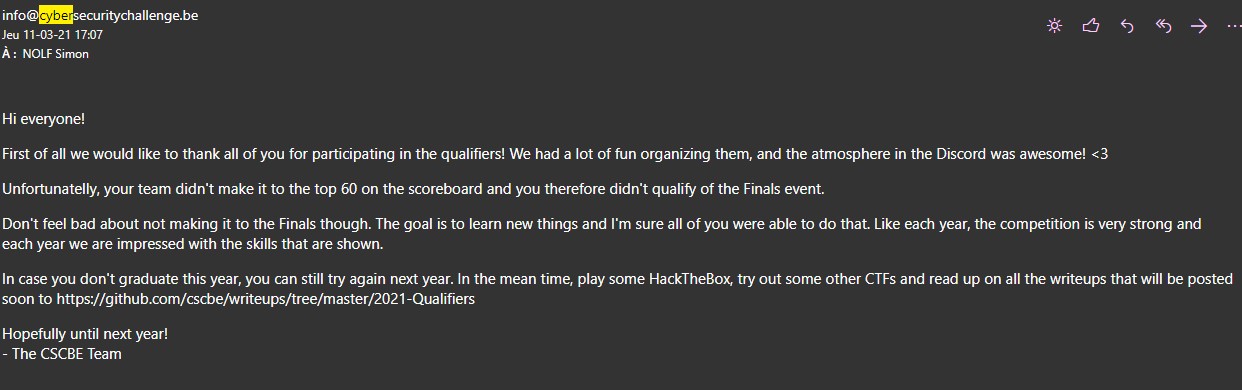 info@cybersecuritychallenge.be
Jeu 11-03-21 17:07
À : NOLF Simon
Hi everyone!
First of all we would like to thank all of you for participating in the qualifiers! We had a lot of fun organizing them, and the atmosphere in the Discord was awesome! <3
Unfortunatelly, your team didn't make it to the top 60 on the scoreboard and you therefore didn't qualify of the Finals event.
Don't feel bad about not making it to the Finals though. The goal is to learn new things and I'm sure all of you were able to do that. Like each year, the competition is very strong and
each year we are impressed with the skills that are shown.
In case you don't graduate this year, you can still try again next year. In the mean time, play some HackTheBox, try out some other CTFs and read up on all the writeups that will be posted
soon to https://github.com/cscbe/writeups/tree/master/2021-Qualifiers
Hopefully until next year!
- The CSCBE Team